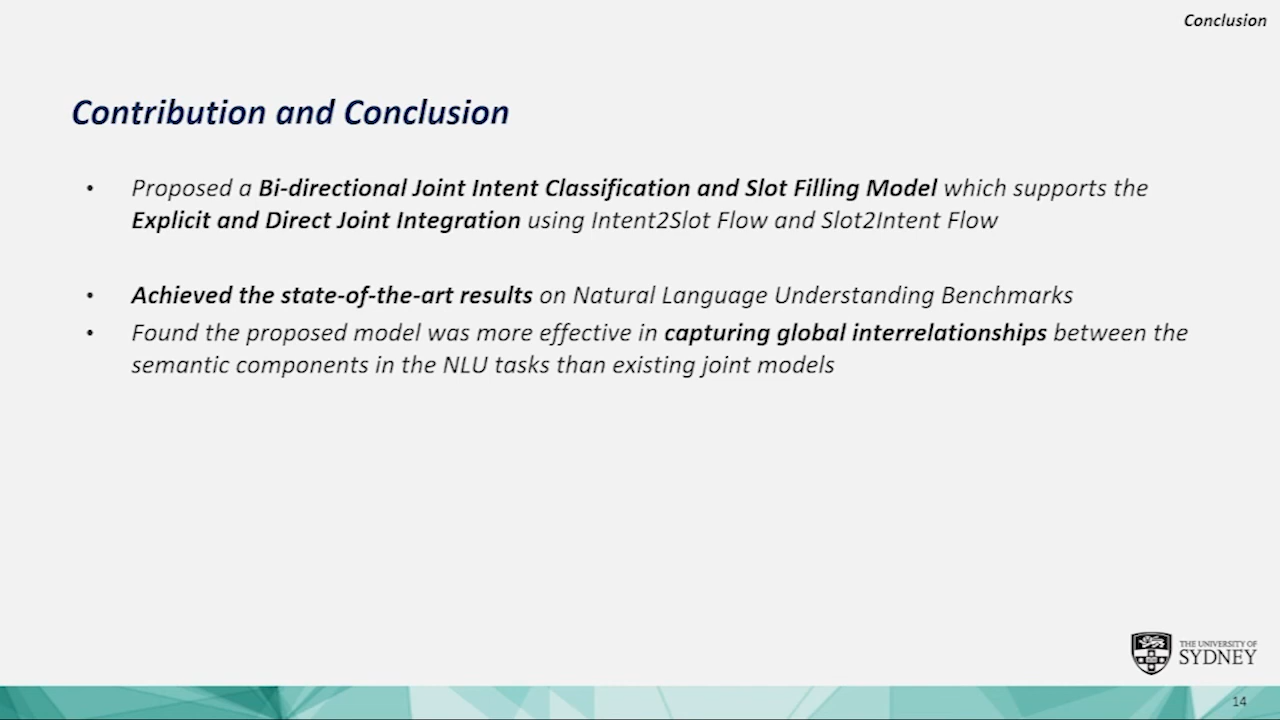 Conclusion
Contribution and Conclusion
• Proposed a Bi-directional Joint Intent Classification and Slot Filling Model which supports the
Explicit and Direct Joint Integration using Intent2Slot Flow and Slot2Intent Flow
• Achieved the state-of-the-art results on Natural Language Understanding Benchmarks
• Found the proposed model was more effective in capturing global interrelationships between the
semantic components in the NLU tasks than existing joint models
THE UNIVERSITY OF
SYDNEY
14